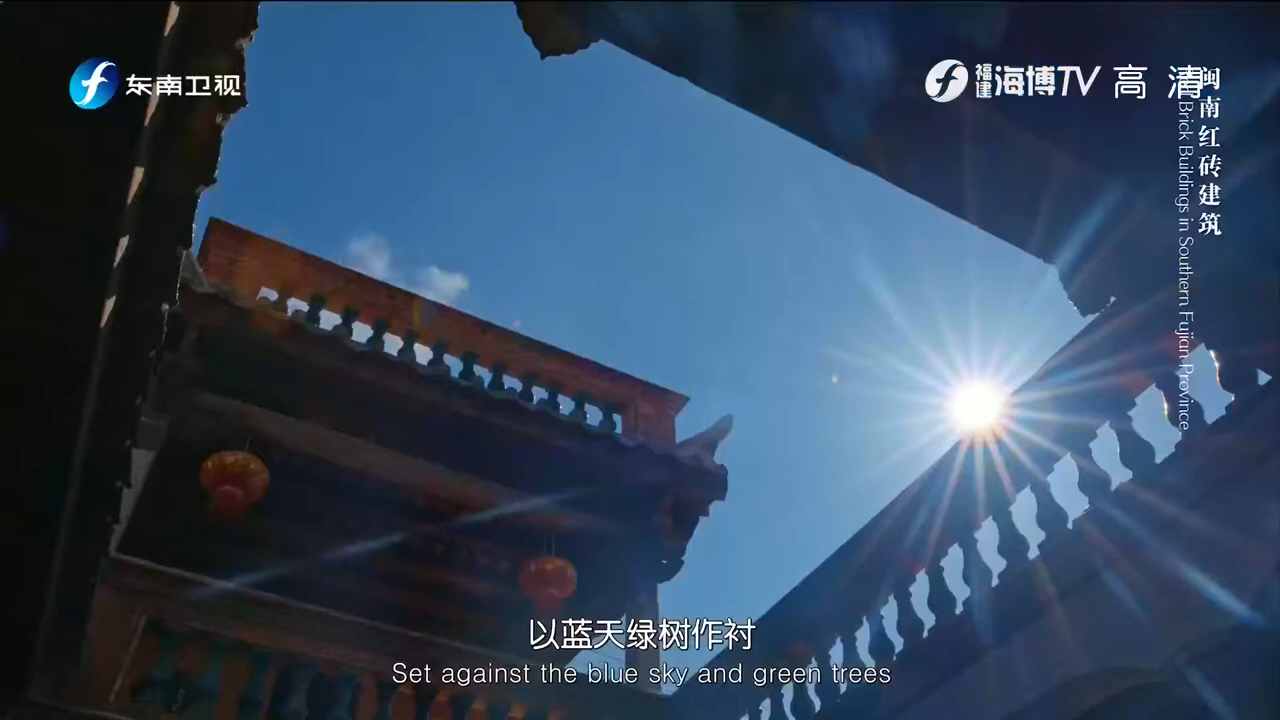 东南卫视
福建 海博TV 高清
闽南红砖建筑
Brick Buildings in Southern Fujian Province
以蓝天绿树作衬
Set against the blue sky and green trees